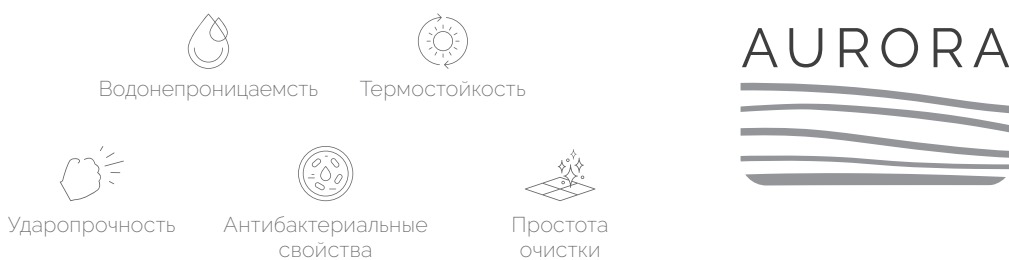 Водонепроницаемсть
Термостойкость
AURORA
Ударопрочность
Антибактериальные
свойства
Простота
очистки